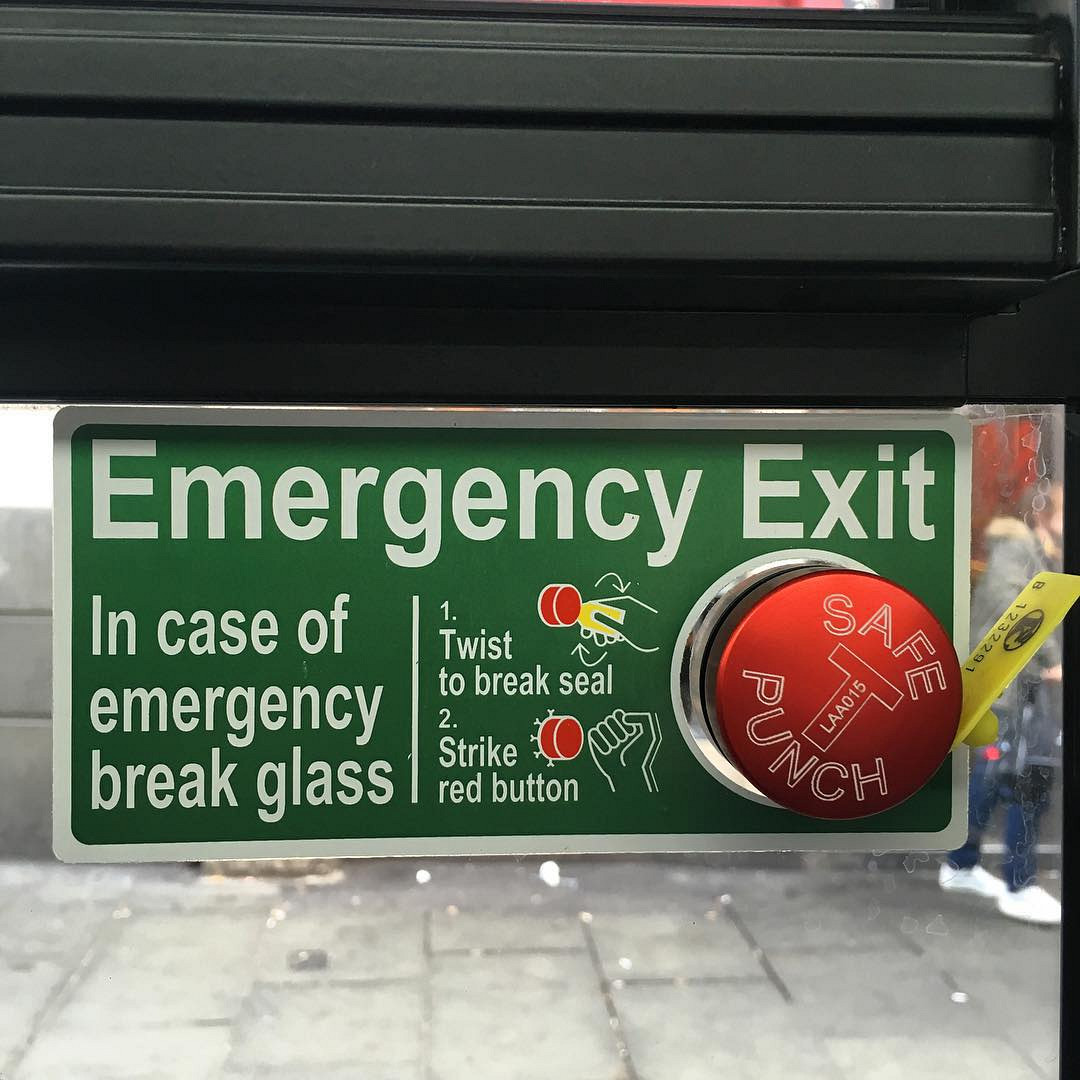 Emergency Exit
In case of
emergency
break glass
1.
Twist
to break seal
2.
Strike
red button
SAFE
T
LAA015
PUNCH
B 1232291